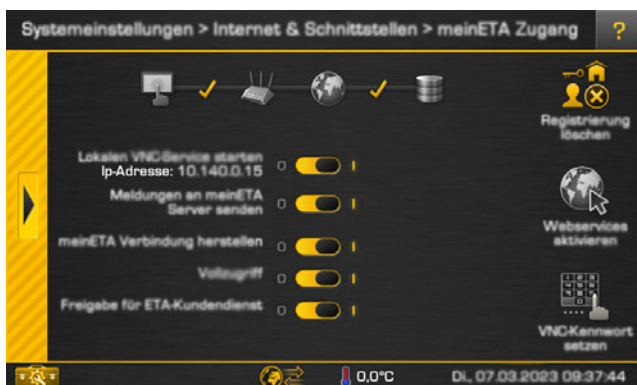 Systemeinstellungen > Internet & Schnittstellen > meinETA Zugang ?
Registrierung
löschen
Lokalen VNC-Service starten
Ip-Adresse: 10.140.0.15
O I
Meldungen an meinETA
Server senden
O I
Webservices
aktivieren
meinETA Verbindung herstellen
O I
Vollzugriff
O I
Freigabe für ETA-Kundendienst
O I
VNC-Kennwort
setzen
0,0°C
Di., 07.03.2023 09:37:44